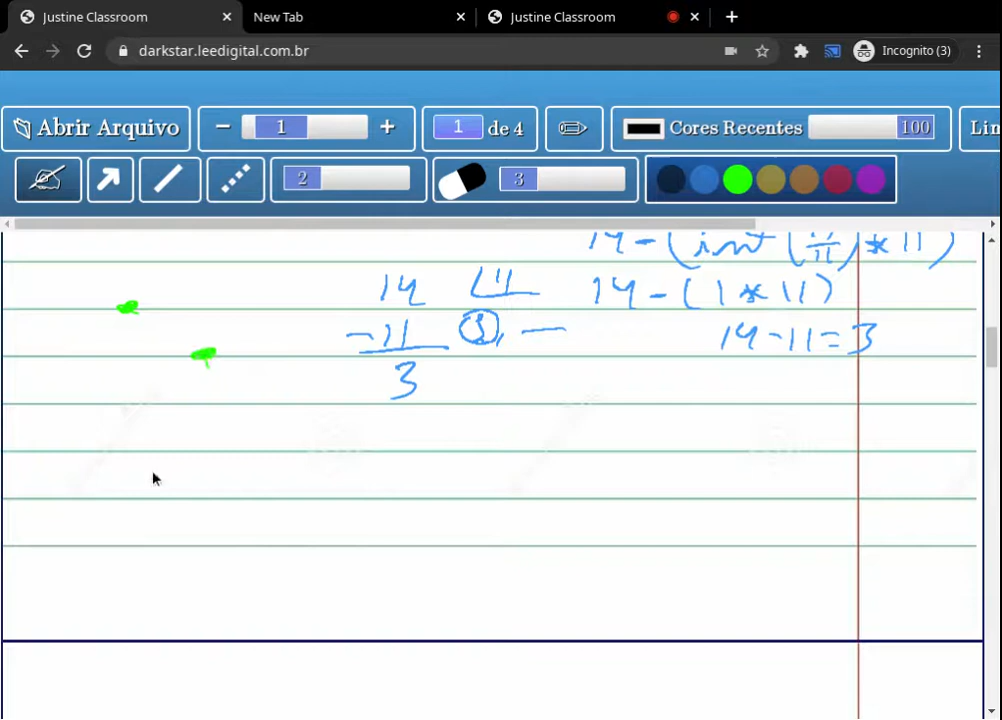 Justine Classroom
New Tab
Justine Classroom
darkstar.leedigital.com.br
Incognito (3)
Abrir Arquivo
− 1 +
1 de 4
Cores Recentes
100
Lin
2
3
14 - (int (
11
) * 11)
14 11
14 - (1 * 11)
-11 1, —
14 - 11 = 3
3